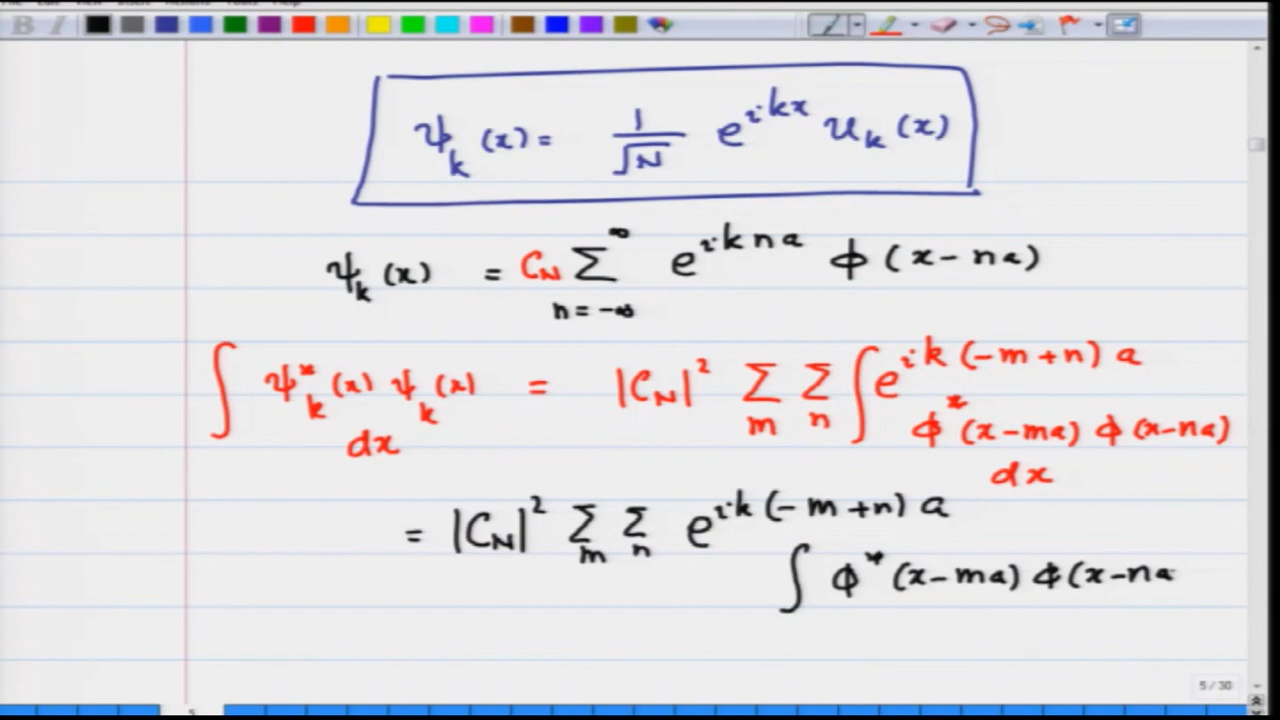 B I
ψ_k (x) = 1/√N e^{ikx} u_k (x)
ψ_k (x) = C_N Σ_{n=-∞}^{∞} e^{ikna} φ (x-na)
∫ ψ*_k (x) ψ_k (x) dx = |C_N|² Σ_m Σ_n ∫ e^{ik(-m+n)a} φ* (x-ma) φ (x-na) dx
= |C_N|² Σ_m Σ_n e^{ik(-m+n)a}
∫ φ* (x-ma) φ (x-na
5/30
5